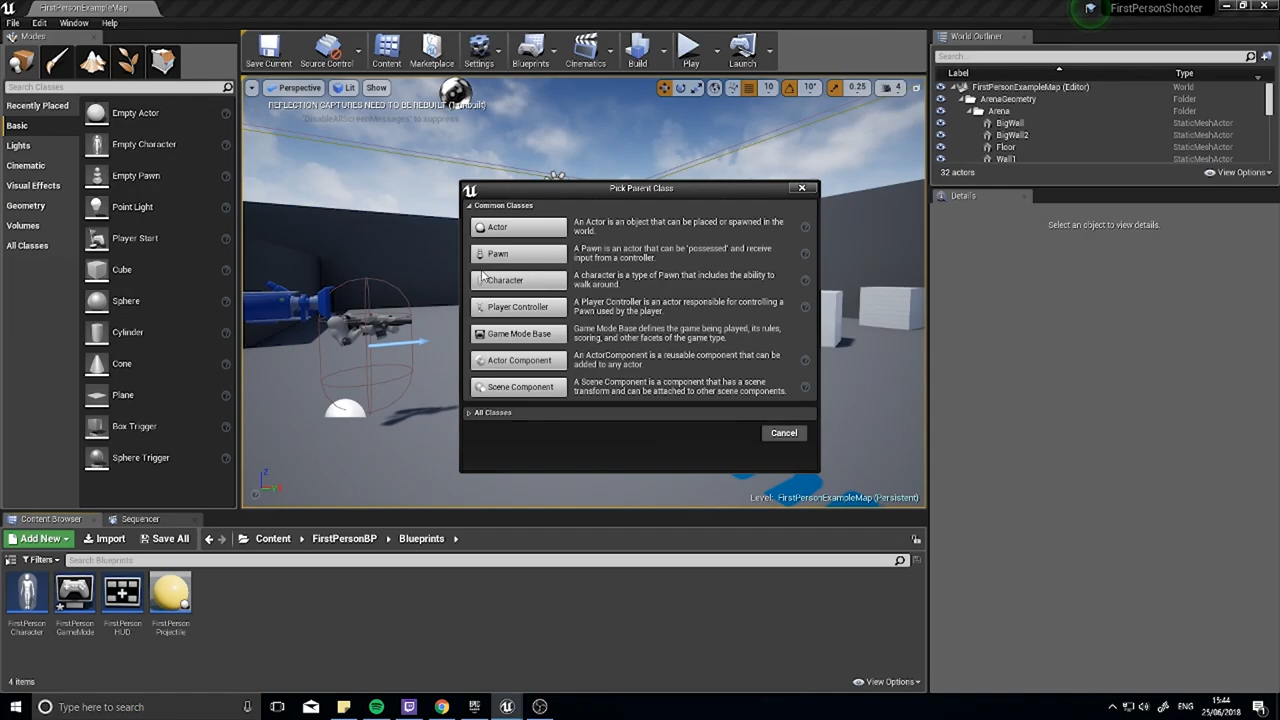 FirstPersonExampleMap
FirstPersonShooter
File Edit Window Help
Modes
Search Classes
Recently Placed
Basic
Lights
Cinematic
Visual Effects
Geometry
Volumes
All Classes
Empty Actor
Empty Character
Empty Pawn
Point Light
Player Start
Cube
Sphere
Cylinder
Cone
Plane
Box Trigger
Sphere Trigger
Save Current Source Control Content Marketplace Settings Blueprints Cinematics Build Play Launch
Perspective Lit Show 10 10° 0.25 4
REFLECTION CAPTURES NEED TO BE REBUILT (1 unbuilt)
'DisableAllScreenMessages' to suppress
Pick Parent Class
Common Classes
Actor
An Actor is an object that can be placed or spawned in the
world.
Pawn
A Pawn is an actor that can be 'possessed' and receive
input from a controller.
Character
A character is a type of Pawn that includes the ability to
walk around.
Player Controller
A Player Controller is an actor responsible for controlling a
Pawn used by the player.
Game Mode Base
Game Mode Base defines the game being played, its rules,
scoring, and other facets of the game type.
Actor Component
An ActorComponent is a reusable component that can be
added to any actor
Scene Component
A Scene Component is a component that has a scene
transform and can be attached to other scene components.
All Classes
Cancel
Level: FirstPersonExampleMap (Persistent)
World Outliner
Search...
Label Type
FirstPersonExampleMap (Editor) World
ArenaGeometry Folder
Arena Folder
BigWall StaticMeshActor
BigWall2 StaticMeshActor
Floor StaticMeshActor
Wall1 StaticMeshActor
32 actors View Options
Details
Select an object to view details.
Content Browser Sequencer
Add New Import Save All Content FirstPersonBP Blueprints
Filters Search Blueprints
FirstPerson
Character
FirstPerson
GameMode
FirstPerson
HUD
FirstPerson
Projectile
4 items View Options
Type here to search
ENG
15:44
25/06/2018